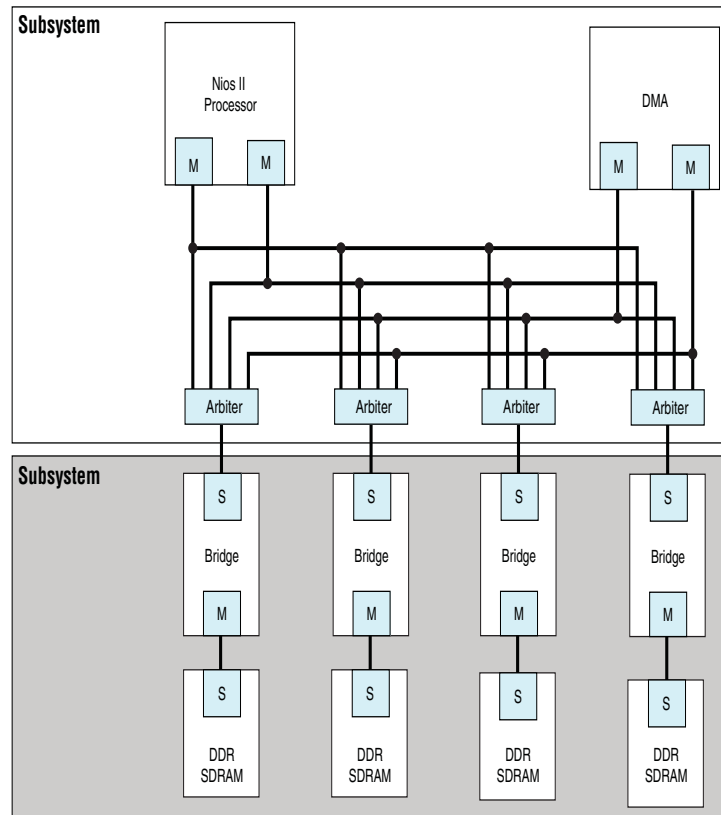 Subsystem
Nios II
Processor
DMA
M
M
M
M
Arbiter
Arbiter
Arbiter
Arbiter
Subsystem
S
S
S
S
Bridge
Bridge
Bridge
Bridge
M
M
M
M
S
S
S
S
DDR
SDRAM
DDR
SDRAM
DDR
SDRAM
DDR
SDRAM